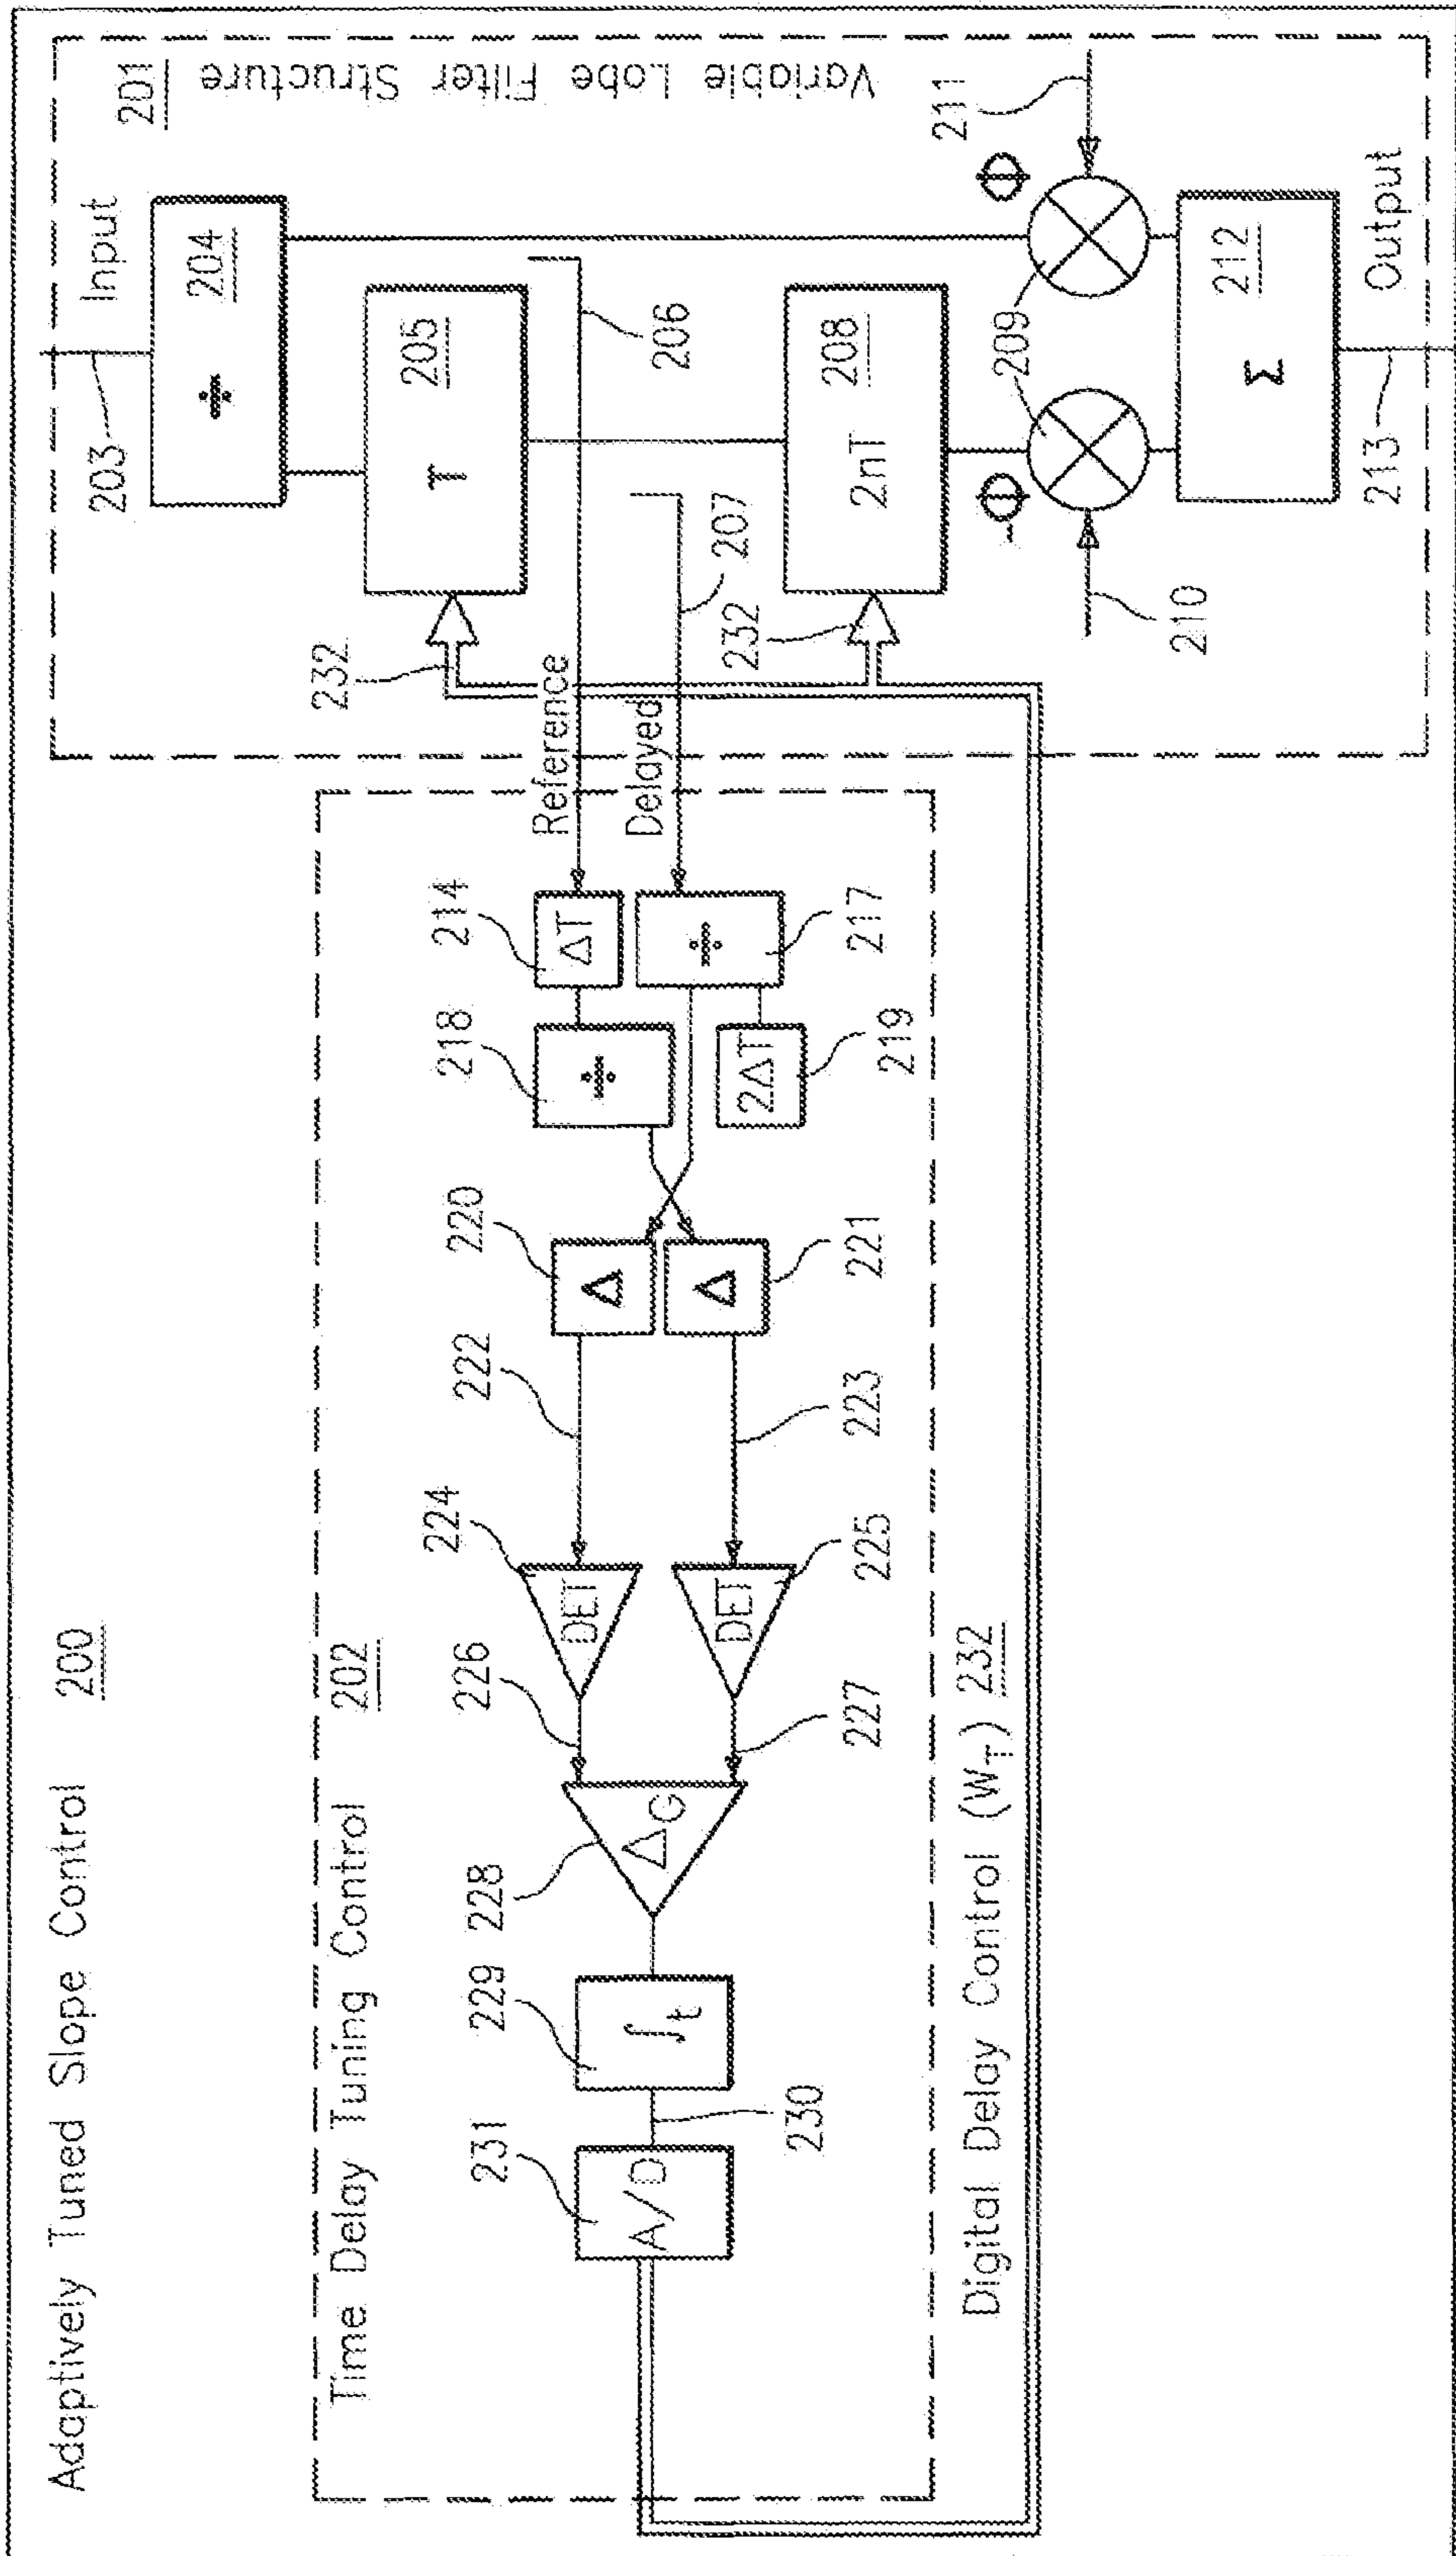 Adaptively Tuned Slope Control 200
Variable Lobe Filter Structure 201
Time Delay Tuning Control 202
203
Input
÷ 204
T 205
206
207
Reference
Delayed
232
2nT 208
232
209
Φ
-Φ
210
211
Σ 212
Output
213
214
ΔT
÷
217
218
÷
219
2ΔT
220
Δ
221
Δ
222
223
224
DET
225
DET
226
227
228
ΔG
229
∫t
230
231
A/D
Digital Delay Control (WT) 232